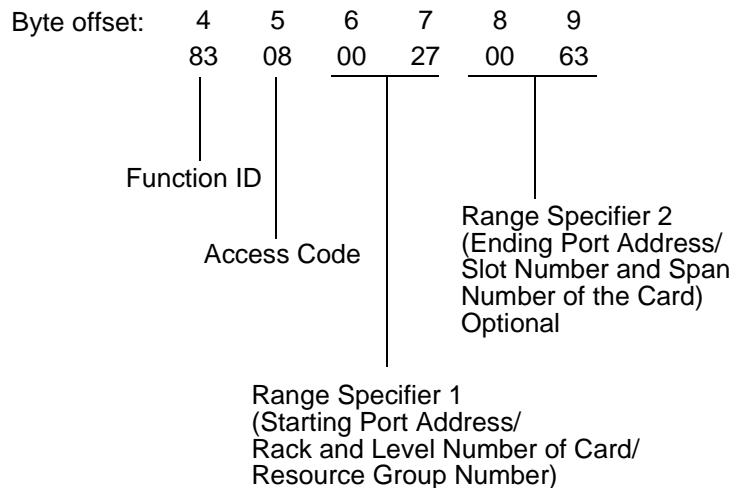 Byte offset: 4 5 6 7 8 9
83 08 00 27 00 63
Function ID
Access Code
Range Specifier 2
(Ending Port Address/
Slot Number and Span
Number of the Card)
Optional
Range Specifier 1
(Starting Port Address/
Rack and Level Number of Card/
Resource Group Number)